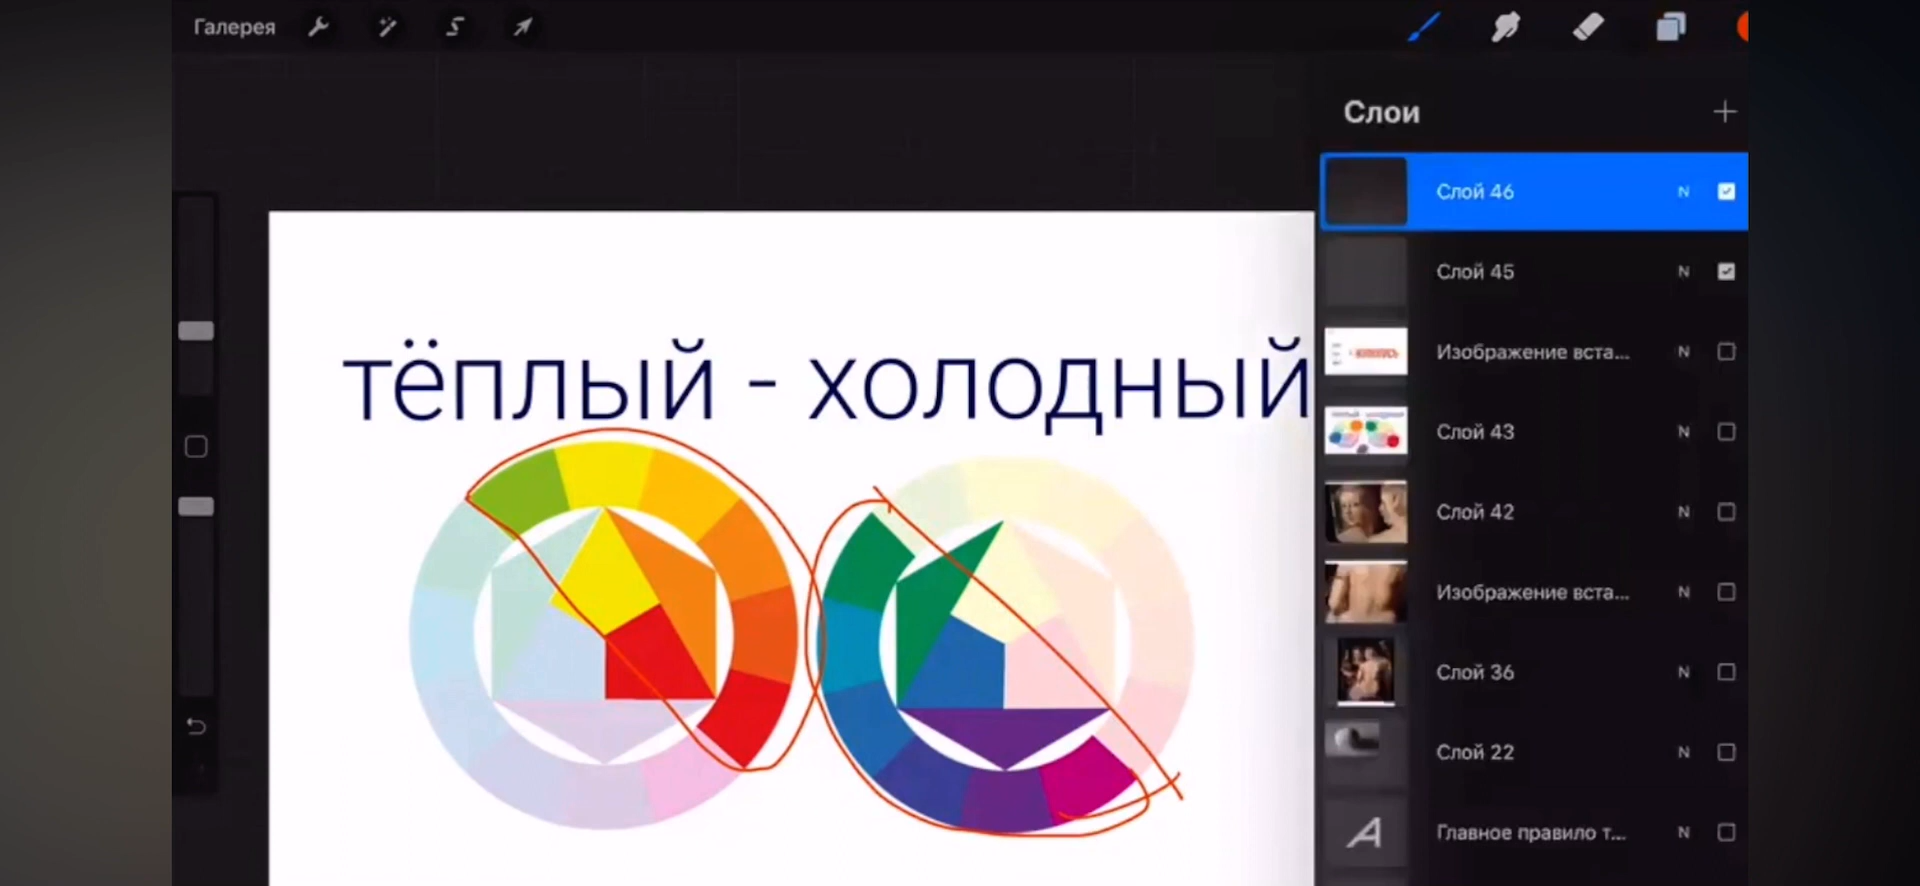 Галерея
Слои
Слой 46 N
Слой 45 N
тёплый - холодный
Изображение вста... N
Слой 43 N
Слой 42 N
Изображение вста... N
Слой 36 N
Слой 22 N
A
Главное правило т... N